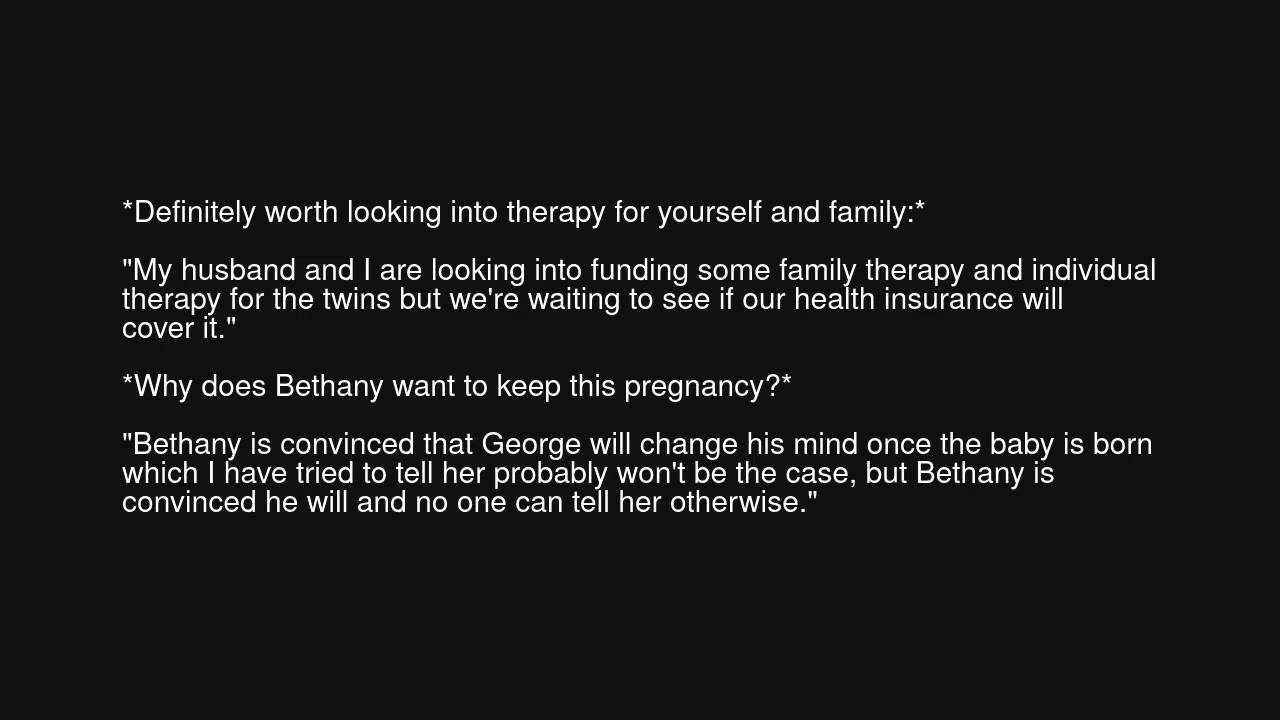 *Definitely worth looking into therapy for yourself and family:*
"My husband and I are looking into funding some family therapy and individual
therapy for the twins but we're waiting to see if our health insurance will
cover it."
*Why does Bethany want to keep this pregnancy?*
"Bethany is convinced that George will change his mind once the baby is born
which I have tried to tell her probably won't be the case, but Bethany is
convinced he will and no one can tell her otherwise."